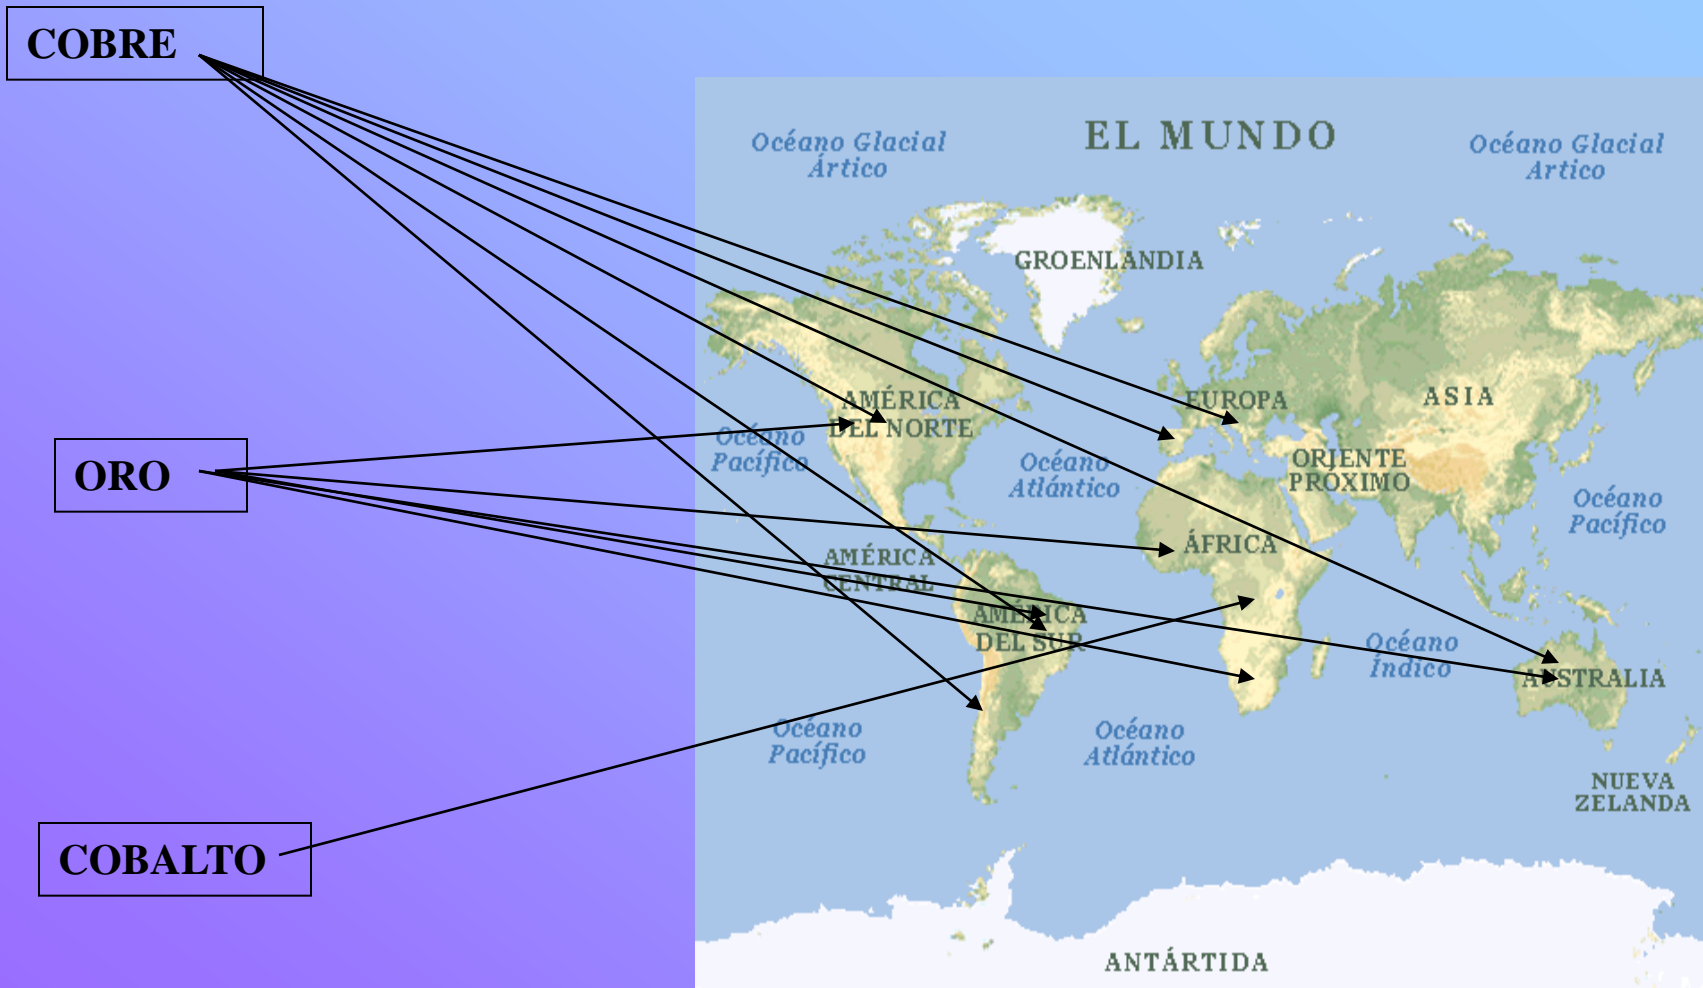 COBRE
ORO
COBALTO
EL MUNDO
Océano Glacial
Ártico
Océano Glacial
Artico
GROENLANDIA
AMÉRICA
DEL NORTE
EUROPA
ASIA
Océano
Pacífico
Océano
Atlántico
ORIENTE
PRÓXIMO
Océano
Pacífico
AMÉRICA
CENTRAL
ÁFRICA
AMÉRICA
DEL SUR
Océano
Índico
AUSTRALIA
Océano
Pacífico
Océano
Atlántico
NUEVA
ZELANDA
ANTÁRTIDA